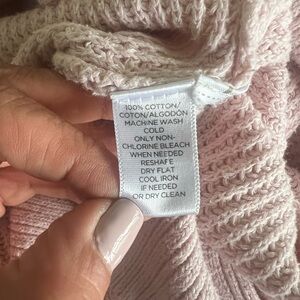 100% COTTON/
COTON/ALGODÓN
MACHINE WASH
COLD
ONLY NON-
CHLORINE BLEACH
WHEN NEEDED
RESHAPE
DRY FLAT
COOL IRON
IF NEEDED
OR DRY CLEAN